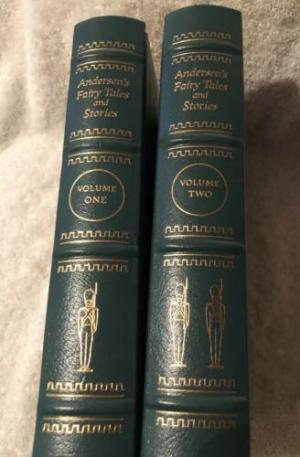 Andersen's
Fairy Tales
and
Stories
VOLUME
ONE
Andersen's
Fairy Tales
and
Stories
VOLUME
TWO